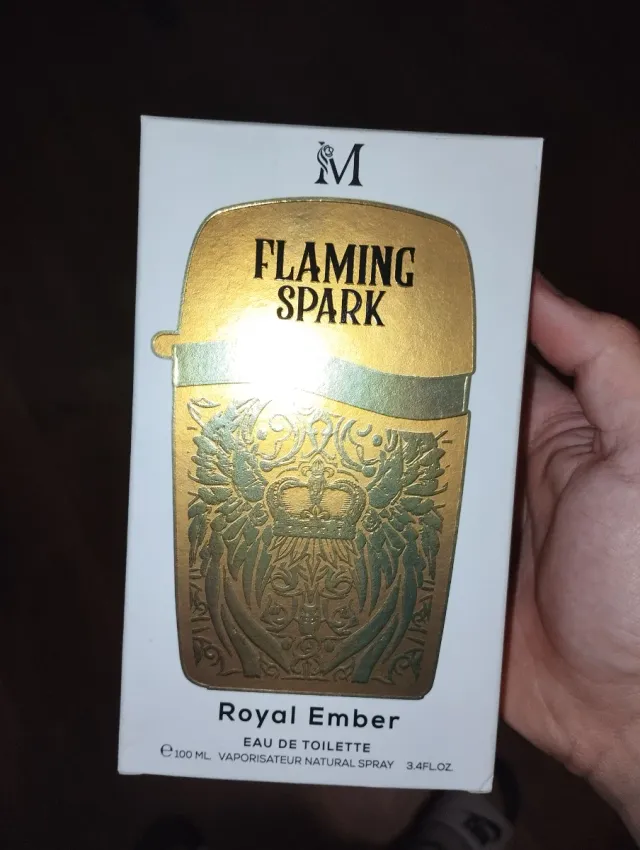 M
FLAMING
SPARK
Royal Ember
EAU DE TOILETTE
℮ 100 ML VAPORISATEUR NATURAL SPRAY 3.4FL.OZ.